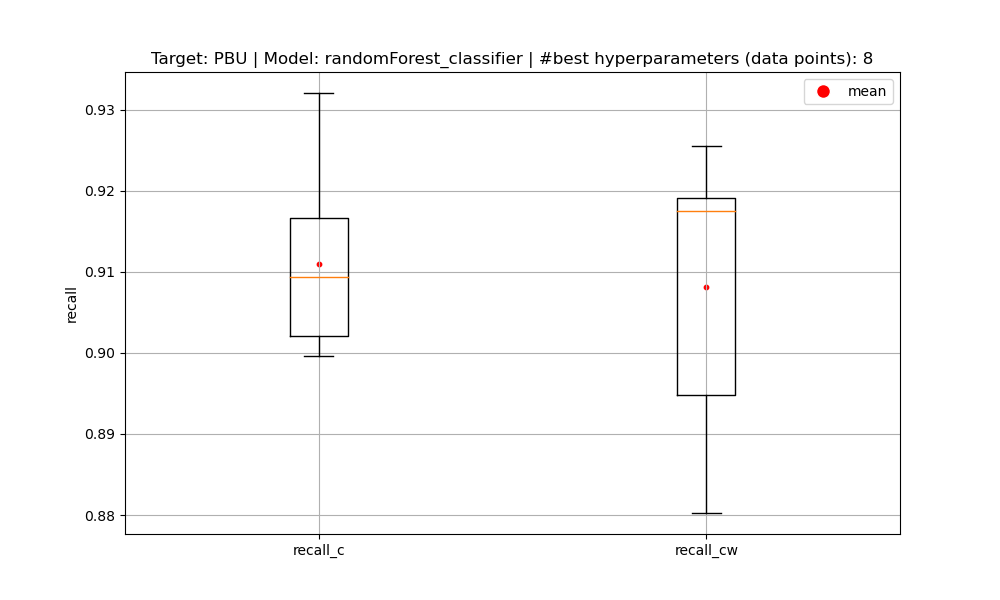 Target: PBU | Model: randomForest_classifier | #best hyperparameters (data points): 8
mean
0.93
0.92
0.91
0.90
0.89
0.88
recall
recall_c
recall_cw